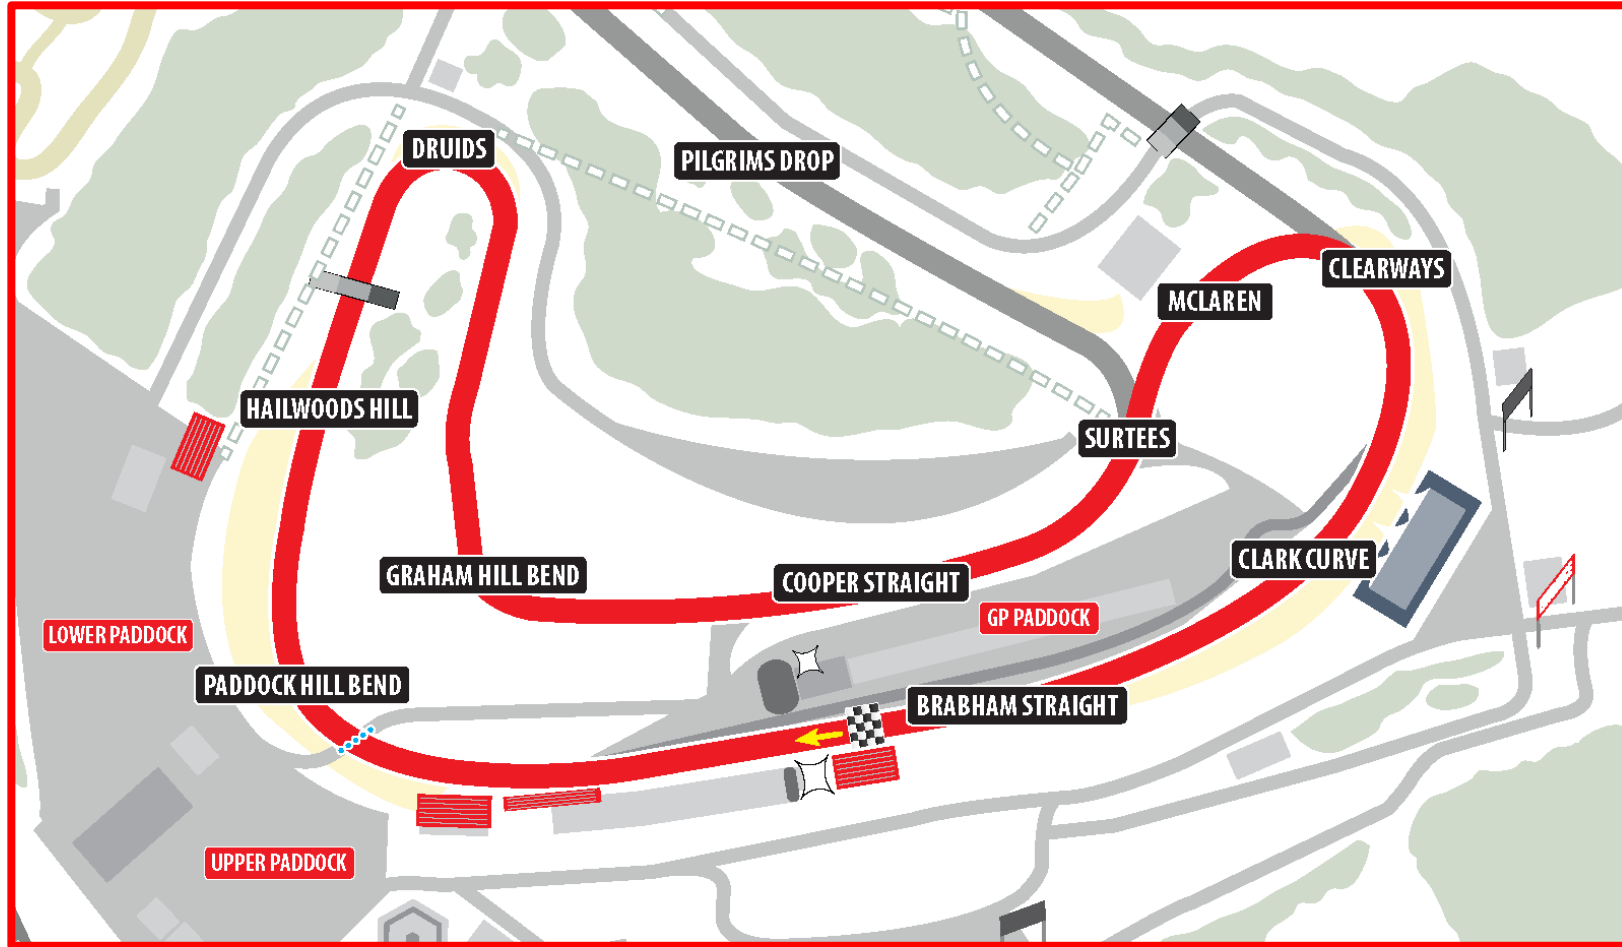 DRUIDS
PILGRIMS DROP
CLEARWAYS
MCLAREN
HAILWOODS HILL
SURTEES
CLARK CURVE
GRAHAM HILL BEND
COOPER STRAIGHT
GP PADDOCK
LOWER PADDOCK
PADDOCK HILL BEND
BRABHAM STRAIGHT
UPPER PADDOCK